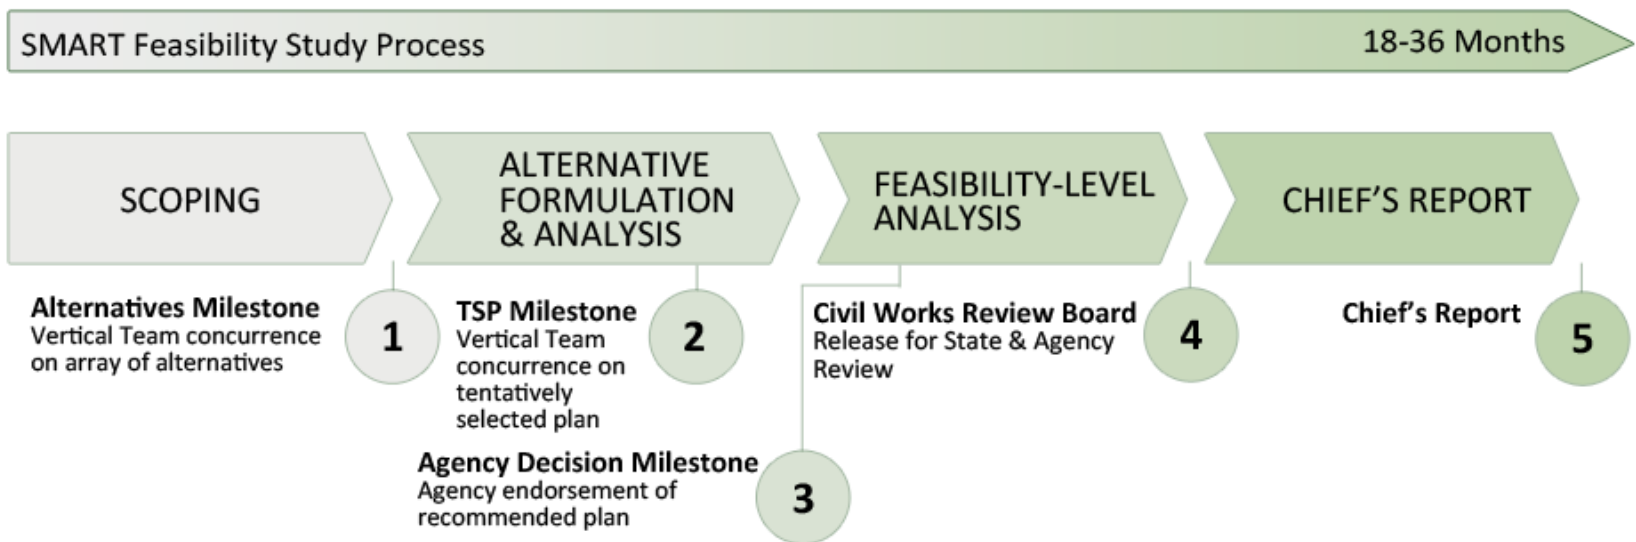 SMART Feasibility Study Process
18-36 Months
SCOPING
ALTERNATIVE
FORMULATION
& ANALYSIS
FEASIBILITY-LEVEL
ANALYSIS
CHIEF'S REPORT
Alternatives Milestone
Vertical Team concurrence
on array of alternatives
1
TSP Milestone
Vertical Team
concurrence on
tentatively
selected plan
2
Agency Decision Milestone
Agency endorsement of
recommended plan
3
Civil Works Review Board
Release for State & Agency
Review
4
Chief's Report
5